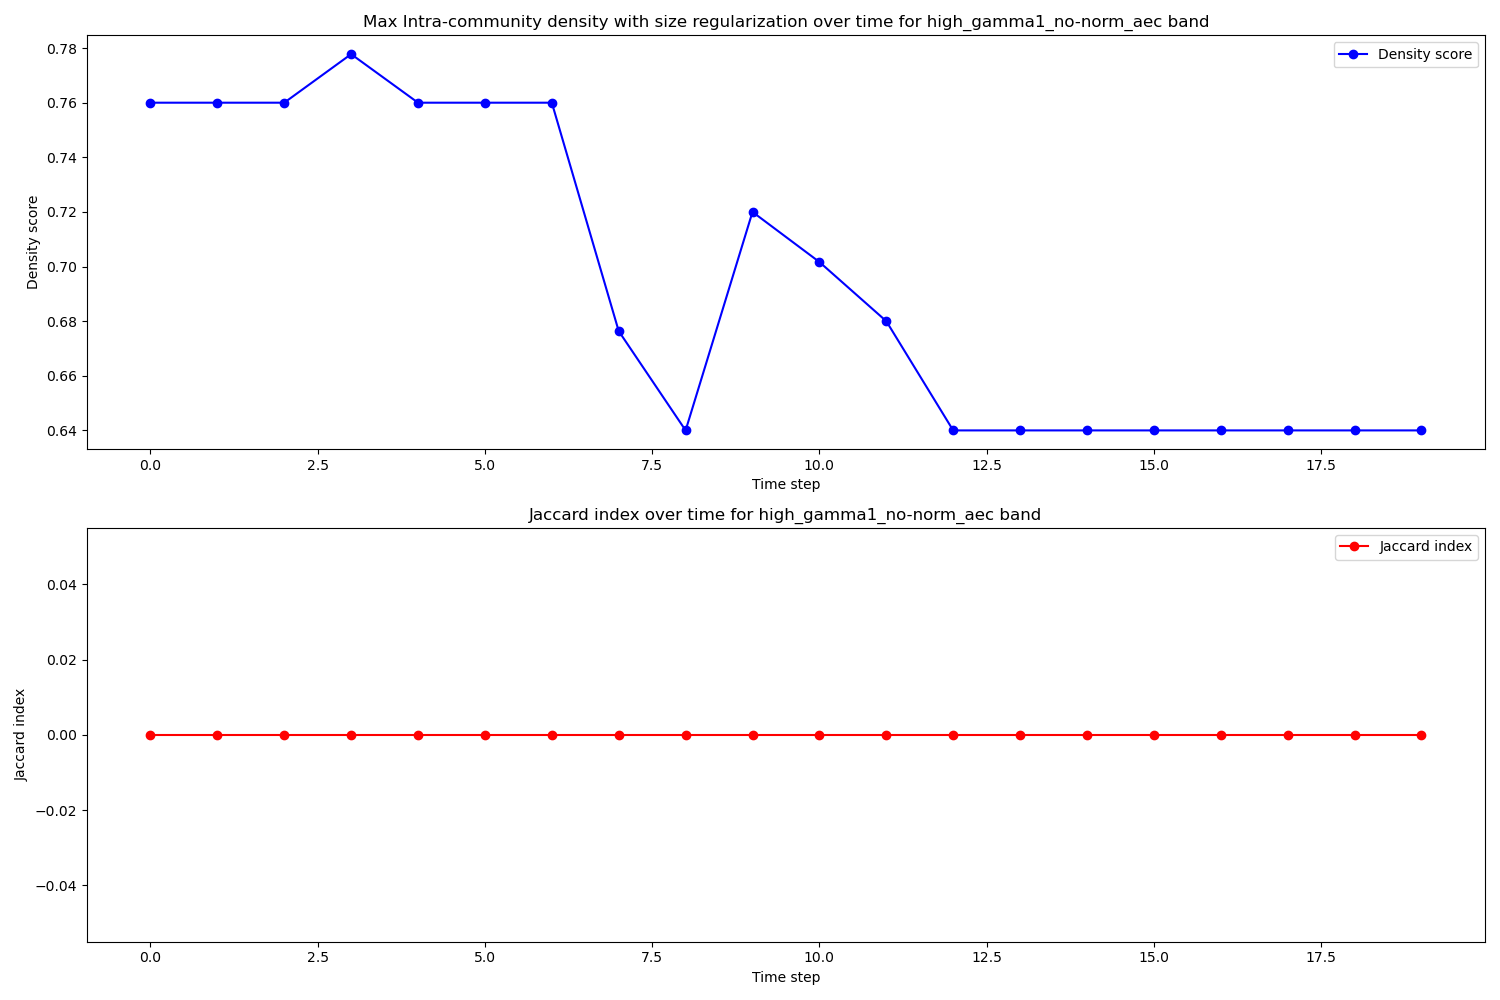 Max Intra-community density with size regularization over time for high_gamma1_no-norm_aec band
Density score
0.78
0.76
0.74
0.72
0.70
0.68
0.66
0.64
Density score
0.0 2.5 5.0 7.5 10.0 12.5 15.0 17.5
Time step
Jaccard index over time for high_gamma1_no-norm_aec band
Jaccard index
0.04
0.02
0.00
−0.02
−0.04
Jaccard index
0.0 2.5 5.0 7.5 10.0 12.5 15.0 17.5
Time step